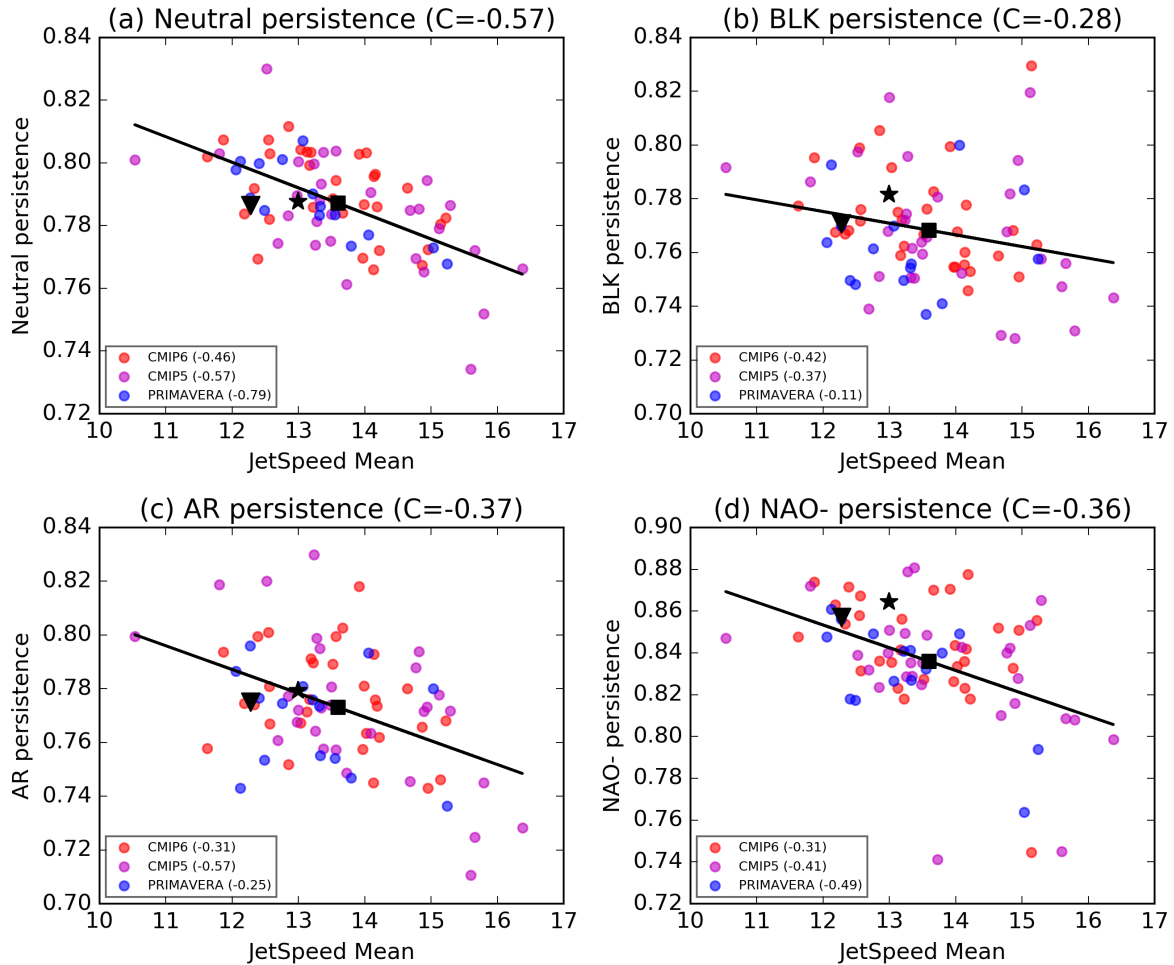 (a) Neutral persistence (C=-0.57)
0.84
0.82
0.80
0.78
0.76
0.74
0.72
Neutral persistence
CMIP6 (-0.46)
CMIP5 (-0.57)
PRIMAVERA (-0.79)
10 11 12 13 14 15 16 17
JetSpeed Mean
(b) BLK persistence (C=-0.28)
0.84
0.82
0.80
0.78
0.76
0.74
0.72
0.70
BLK persistence
CMIP6 (-0.42)
CMIP5 (-0.37)
PRIMAVERA (-0.11)
10 11 12 13 14 15 16 17
JetSpeed Mean
(c) AR persistence (C=-0.37)
0.84
0.82
0.80
0.78
0.76
0.74
0.72
0.70
AR persistence
CMIP6 (-0.31)
CMIP5 (-0.57)
PRIMAVERA (-0.25)
10 11 12 13 14 15 16 17
JetSpeed Mean
(d) NAO- persistence (C=-0.36)
0.90
0.88
0.86
0.84
0.82
0.80
0.78
0.76
0.74
0.72
NAO- persistence
CMIP6 (-0.31)
CMIP5 (-0.41)
PRIMAVERA (-0.49)
10 11 12 13 14 15 16 17
JetSpeed Mean